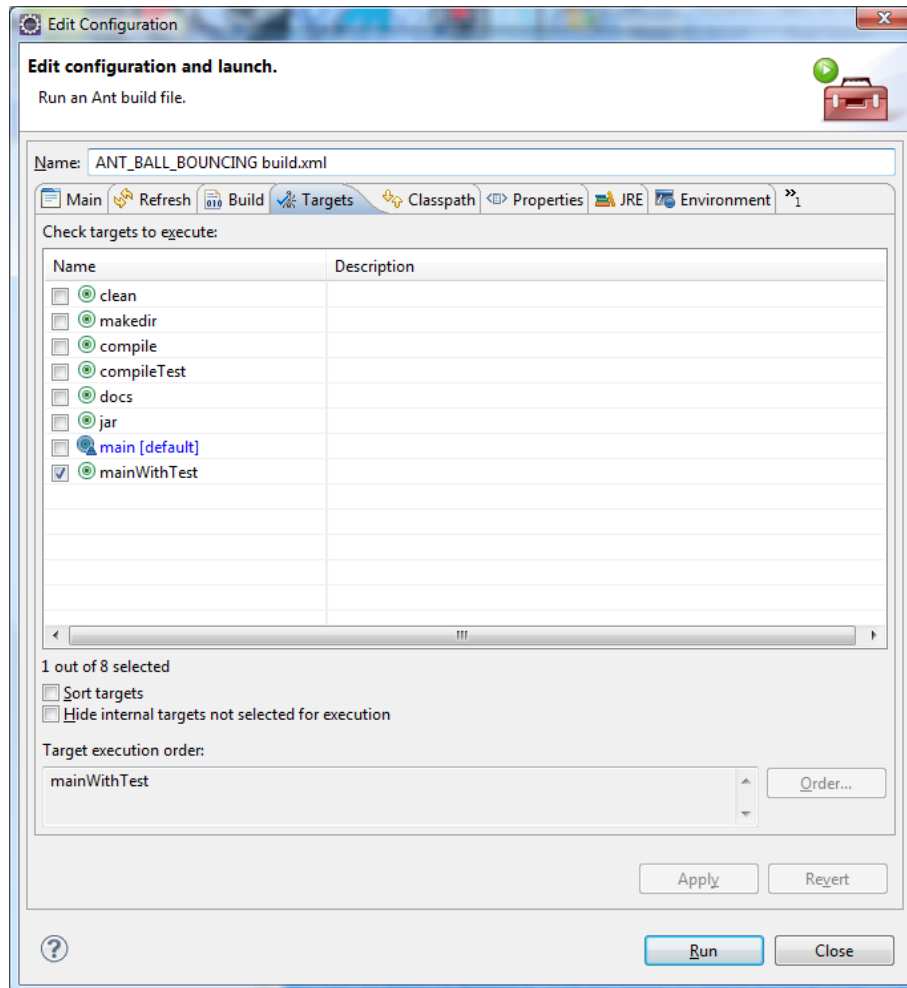 Edit Configuration
Edit configuration and launch.
Run an Ant build file.
Name: ANT_BALL_BOUNCING build.xml
Main Refresh Build Targets Classpath Properties JRE Environment »1
Check targets to execute:
Name Description
clean
makedir
compile
compileTest
docs
jar
main [default]
mainWithTest
1 out of 8 selected
Sort targets
Hide internal targets not selected for execution
Target execution order:
mainWithTest
Order...
Apply Revert
Run Close